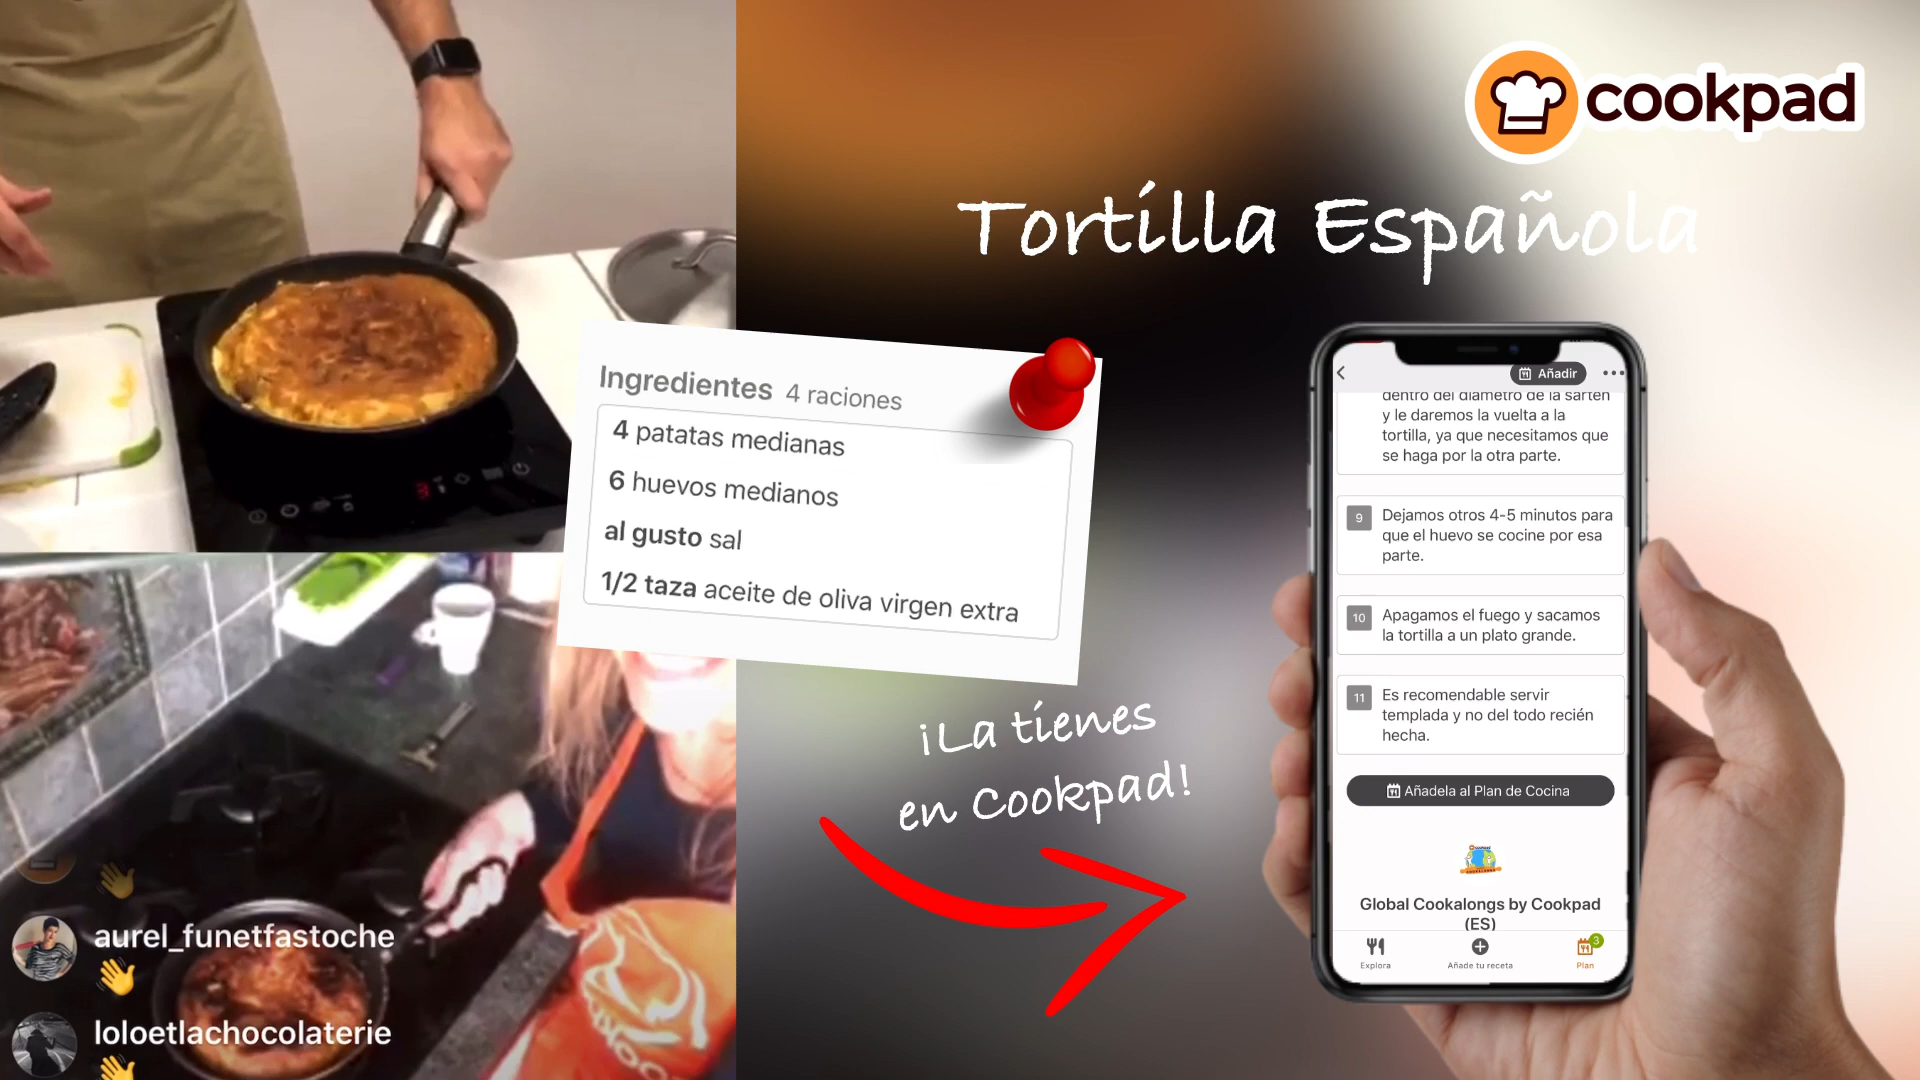 cookpad
Tortilla Española
Ingredientes 4 raciones
4 patatas medianas
6 huevos medianos
al gusto sal
1/2 taza aceite de oliva virgen extra
¡La tienes
en Cookpad!
aurel_funetfastoche
loloetlachocolaterie
Añadir
dentro del diámetro de la sartén
y le daremos la vuelta a la
tortilla, ya que necesitamos que
se haga por la otra parte.
9 Dejamos otros 4-5 minutos para
que el huevo se cocine por esa
parte.
10 Apagamos el fuego y sacamos
la tortilla a un plato grande.
11 Es recomendable servir
templada y no del todo recién
hecha.
Añadela al Plan de Cocina
Global Cookalongs by Cookpad
(ES)
3
Explora
Añade tu receta
Plan